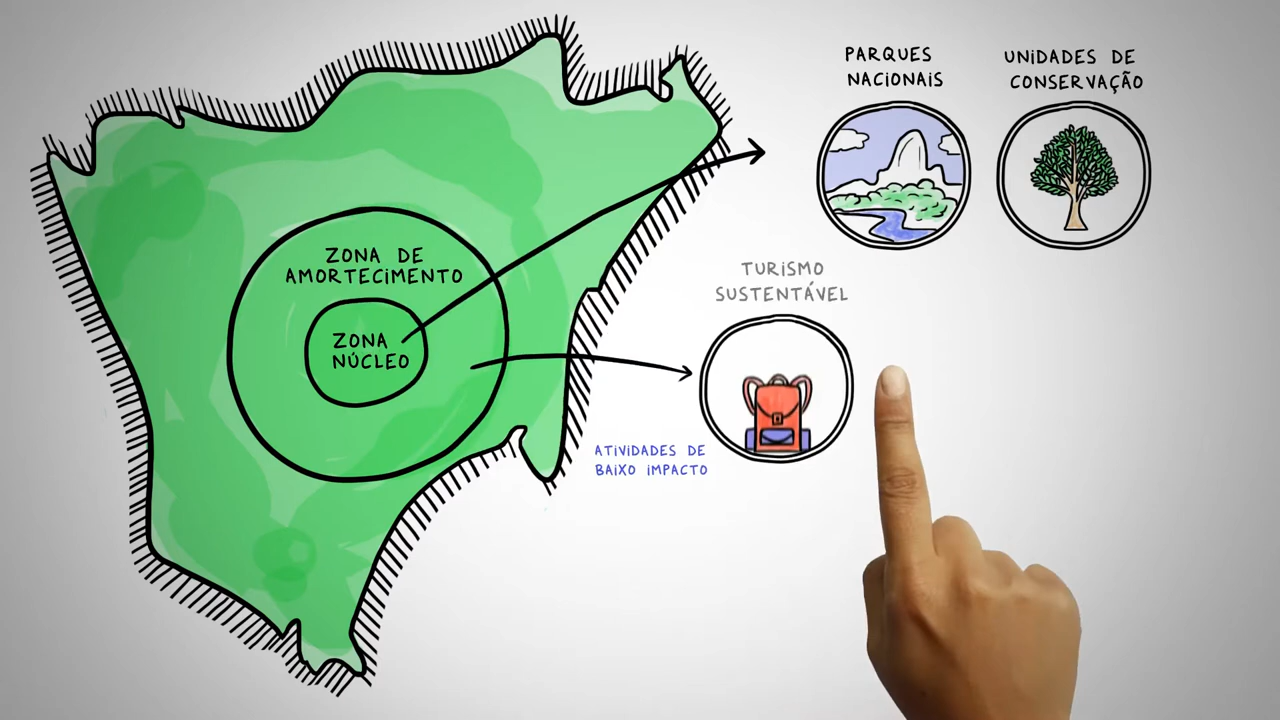 PARQUES
NACIONAIS
UNIDADES DE
CONSERVAÇÃO
ZONA DE
AMORTECIMENTO
ZONA
NÚCLEO
TURISMO
SUSTENTÁVEL
ATIVIDADES DE
BAIXO IMPACTO